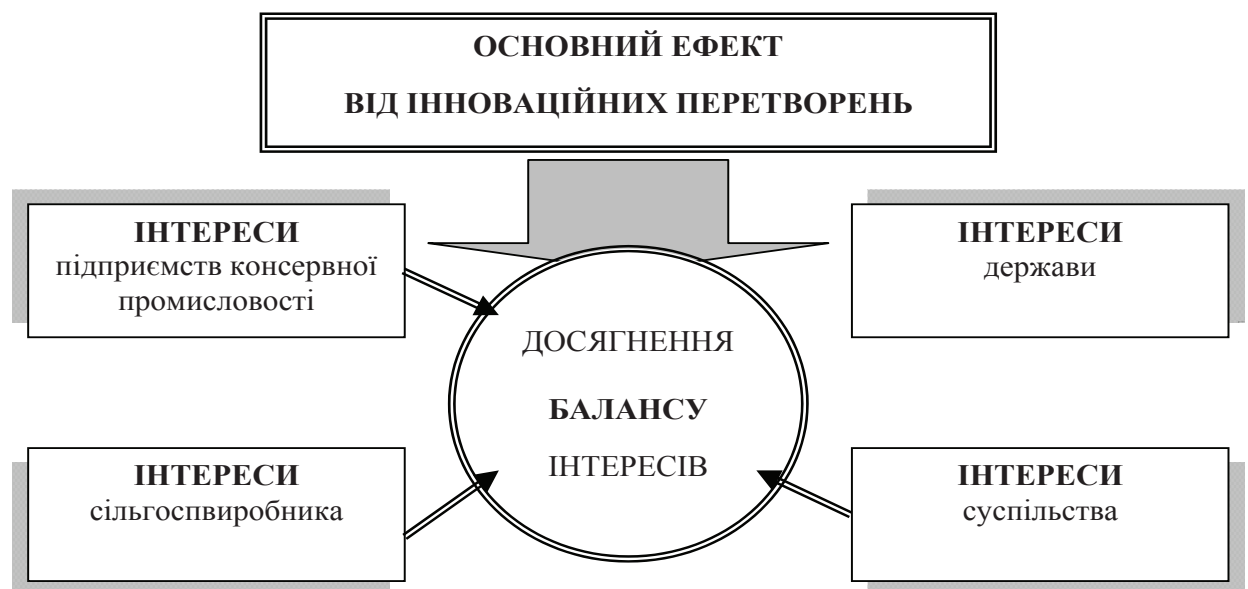 ОСНОВНИЙ ЕФЕКТ
ВІД ІННОВАЦІЙНИХ ПЕРЕТВОРЕНЬ
ІНТЕРЕСИ
підприємств консервної
промисловості
ІНТЕРЕСИ
держави
ДОСЯГНЕННЯ
БАЛАНСУ
ІНТЕРЕСІВ
ІНТЕРЕСИ
сільгоспвиробника
ІНТЕРЕСИ
суспільства